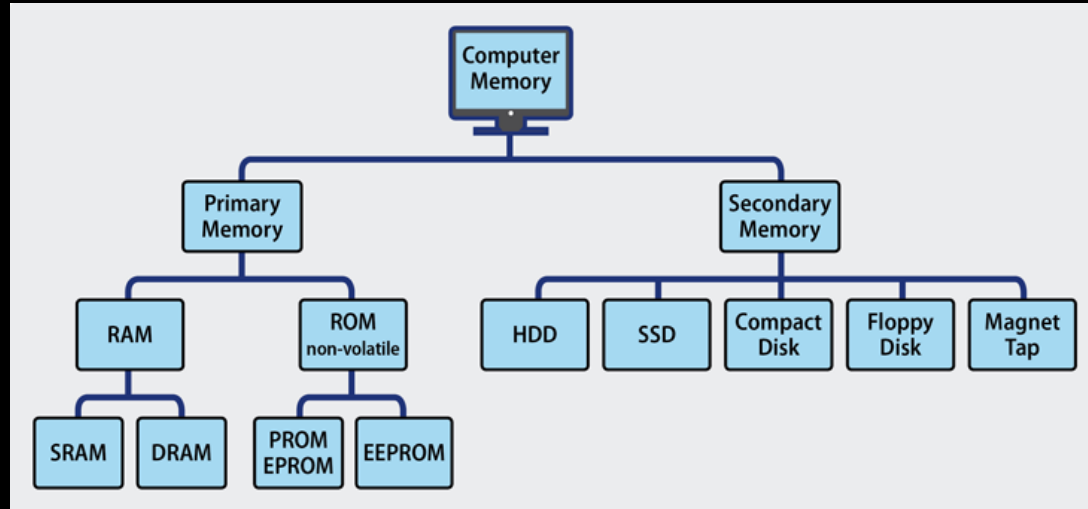 Computer
Memory
Primary
Memory
Secondary
Memory
RAM
ROM
non-volatile
HDD
SSD
Compact
Disk
Floppy
Disk
Magnet
Tap
SRAM
DRAM
PROM
EPROM
EEPROM